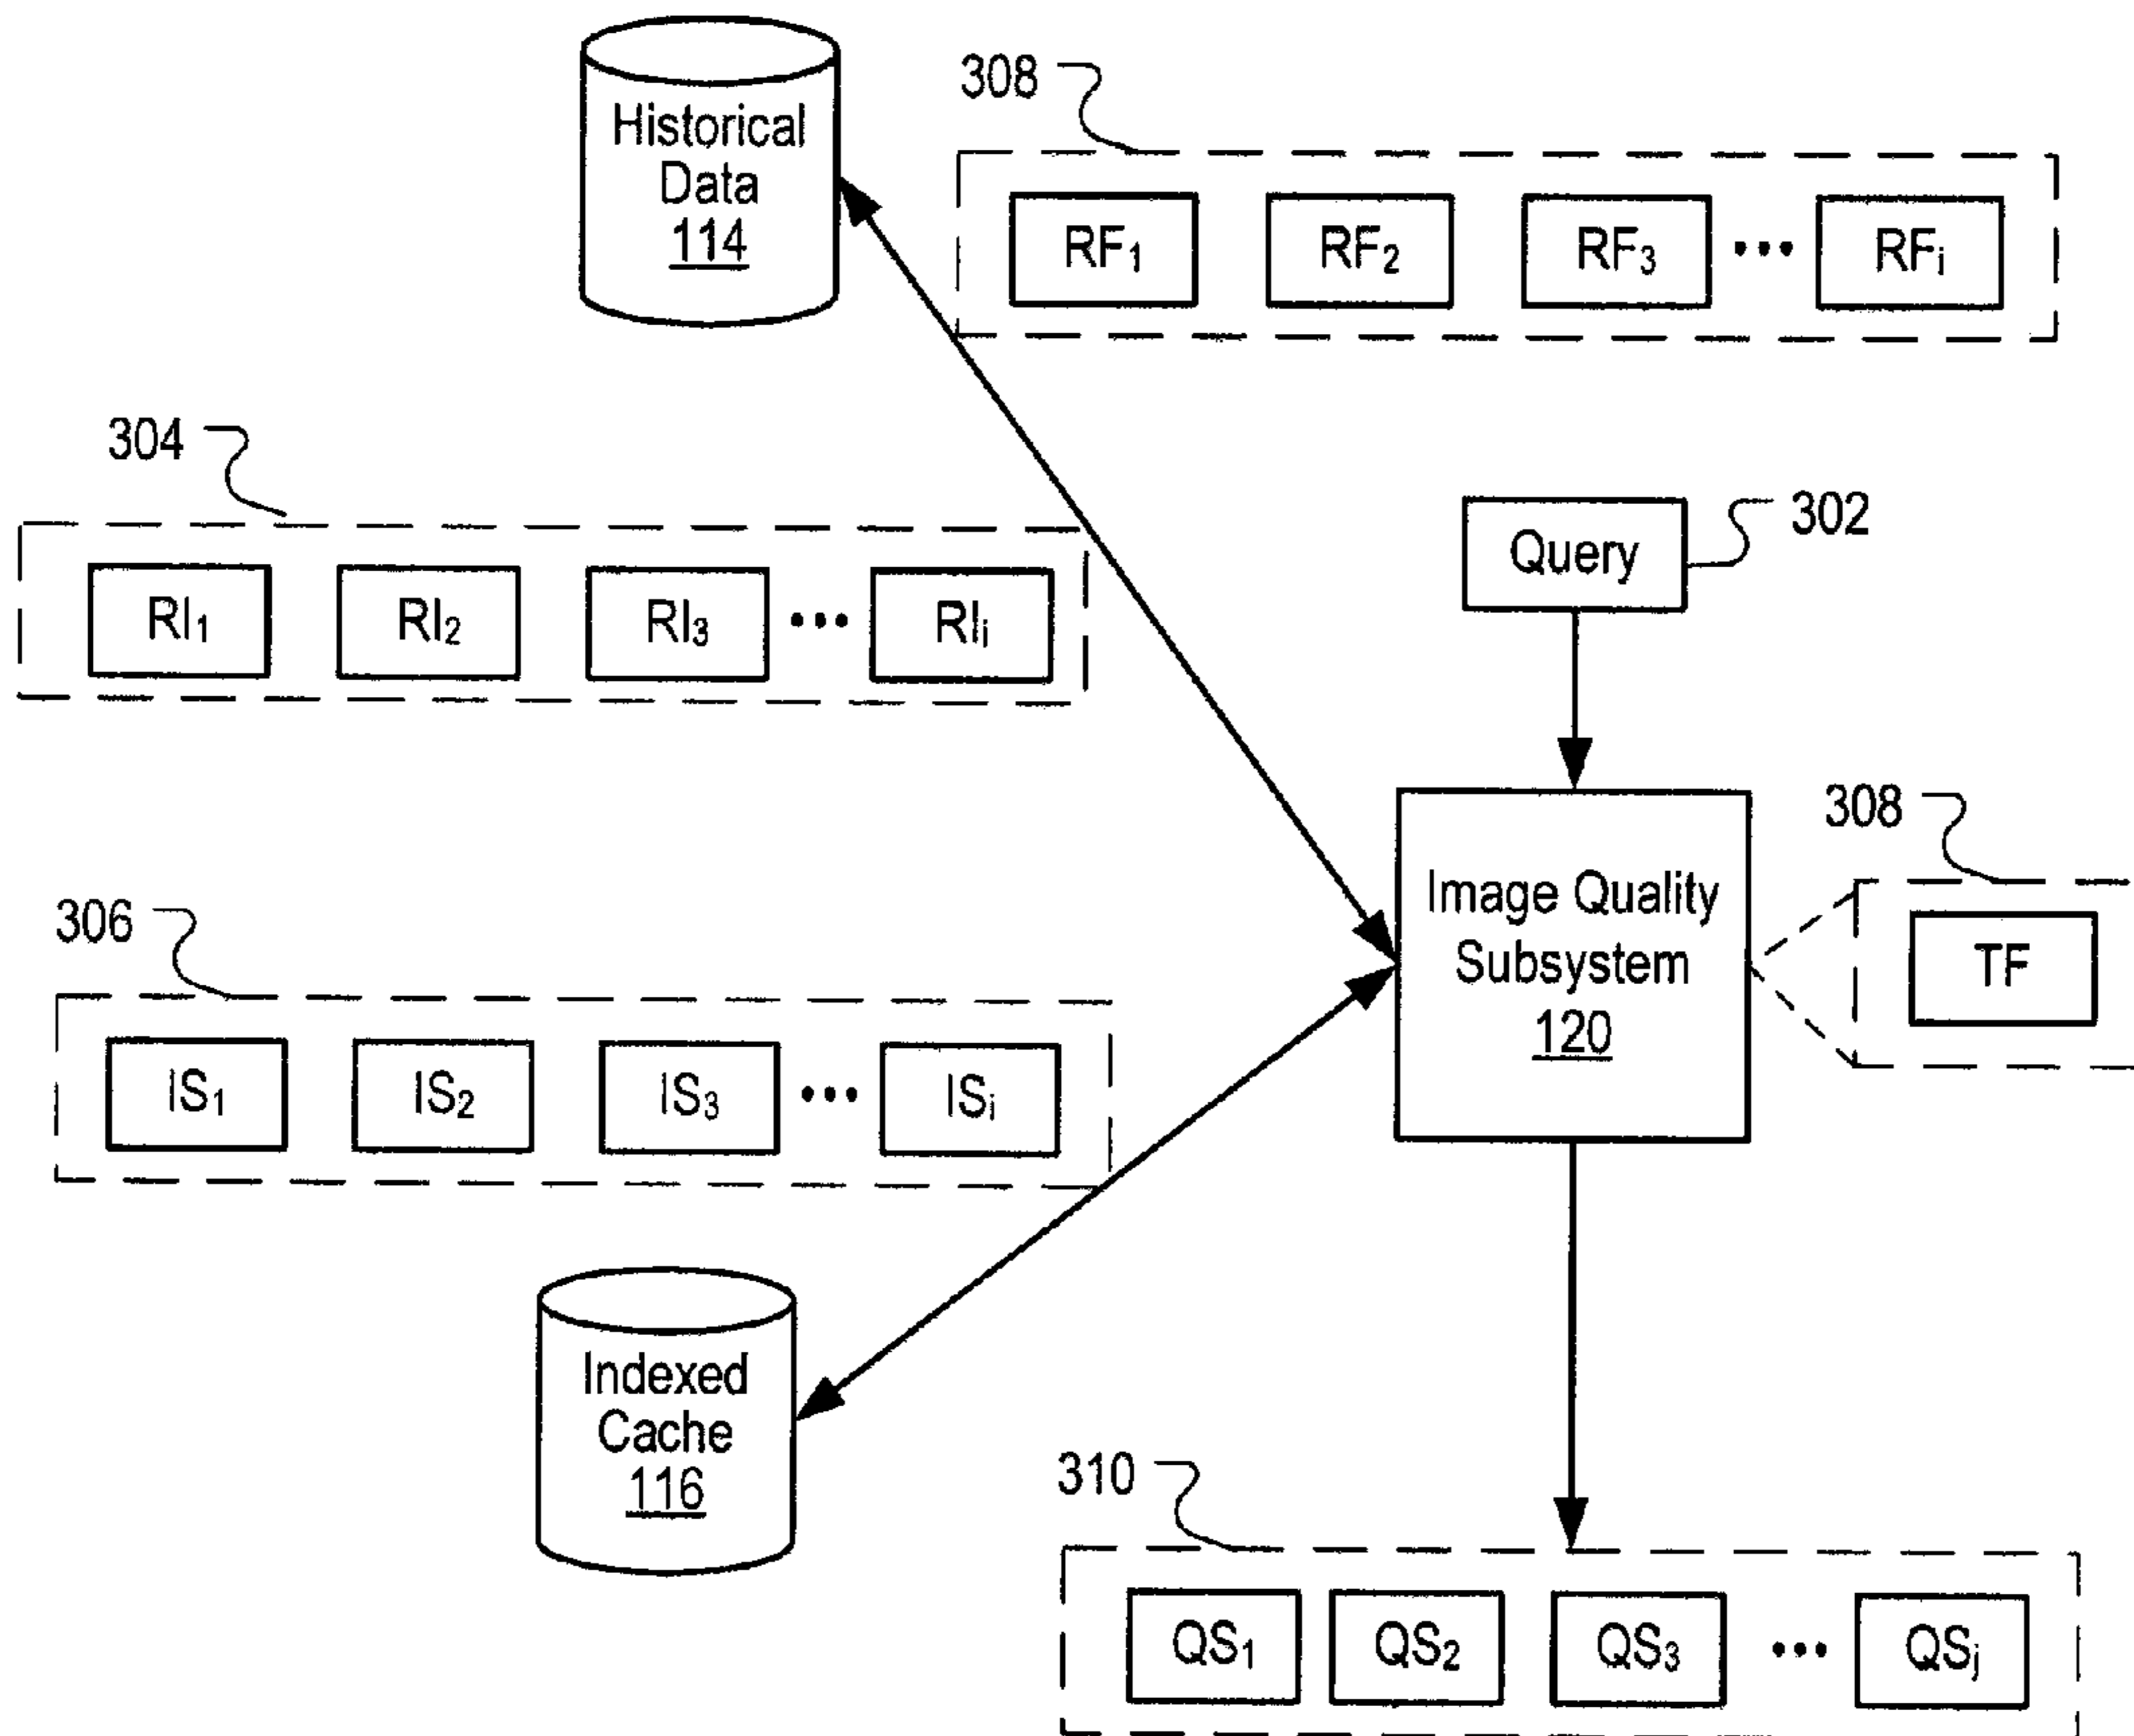 Historical
Data
114
308
RF1 RF2 RF3 ••• RFi
304
RI1 RI2 RI3 ••• RIi
Query
302
306
IS1 IS2 IS3 ••• ISi
Image Quality
Subsystem
120
308
TF
Indexed
Cache
116
310
QS1 QS2 QS3 ••• QSj